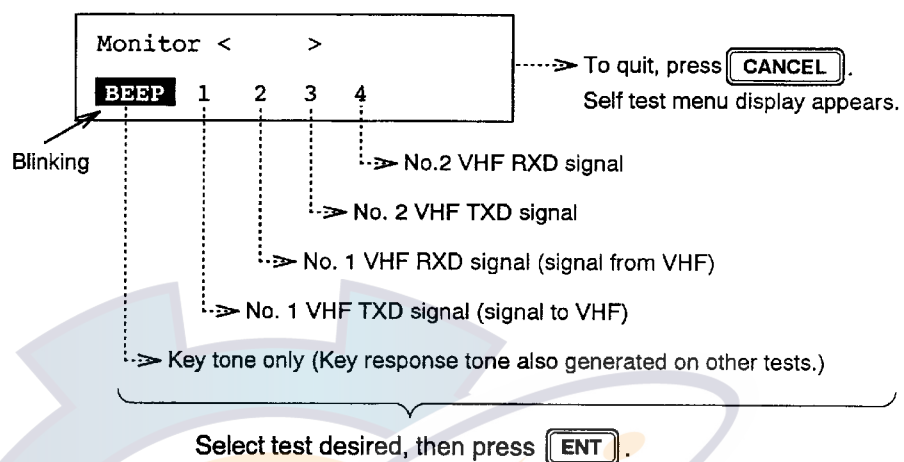 Monitor < >
BEEP 1 2 3 4
To quit, press CANCEL.
Self test menu display appears.
Blinking
No.2 VHF RXD signal
No. 2 VHF TXD signal
No. 1 VHF RXD signal (signal from VHF)
No. 1 VHF TXD signal (signal to VHF)
Key tone only (Key response tone also generated on other tests.)
Select test desired, then press ENT.